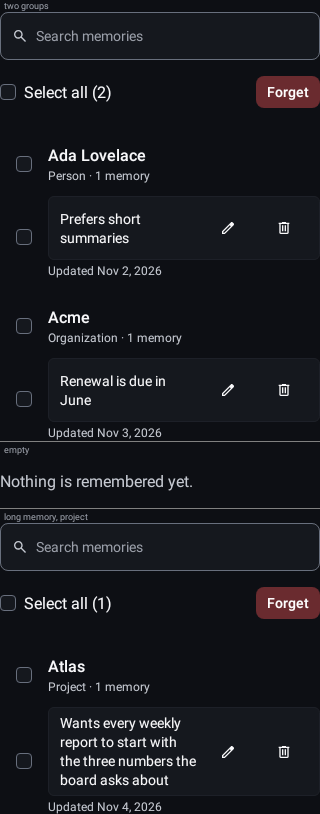 two groups
Search memories
Select all (2)
Forget
Ada Lovelace
Person · 1 memory
Prefers short
summaries
Updated Nov 2, 2026
Acme
Organization · 1 memory
Renewal is due in
June
Updated Nov 3, 2026
empty
Nothing is remembered yet.
long memory, project
Search memories
Select all (1)
Forget
Atlas
Project · 1 memory
Wants every weekly
report to start with
the three numbers the
board asks about
Updated Nov 4, 2026